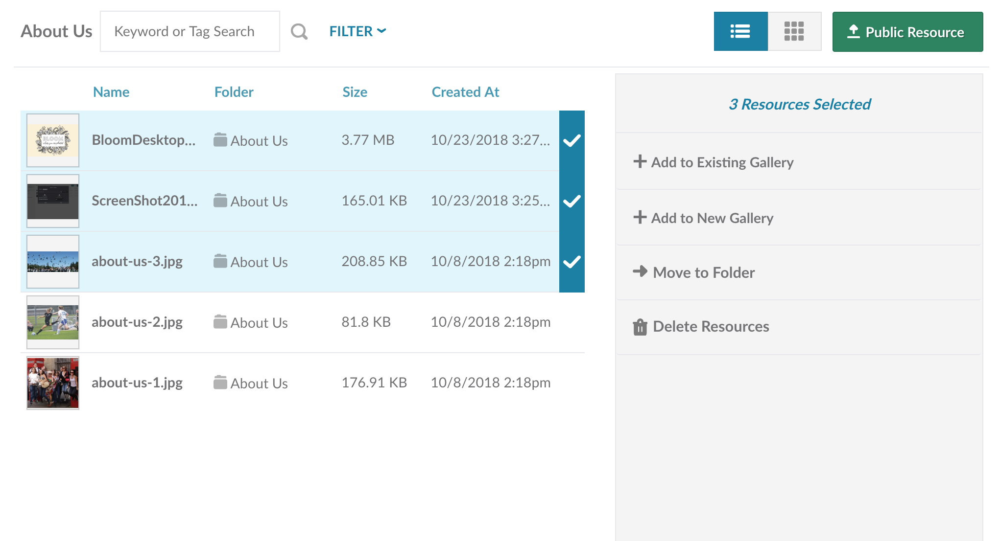 About Us
Keyword or Tag Search
FILTER
Public Resource
Name Folder Size Created At
BLOOM
BloomDesktop... About Us 3.77 MB 10/23/2018 3:27...
ScreenShot201... About Us 165.01 KB 10/23/2018 3:25...
about-us-3.jpg About Us 208.85 KB 10/8/2018 2:18pm
about-us-2.jpg About Us 81.8 KB 10/8/2018 2:18pm
about-us-1.jpg About Us 176.91 KB 10/8/2018 2:18pm
3 Resources Selected
Add to Existing Gallery
Add to New Gallery
Move to Folder
Delete Resources